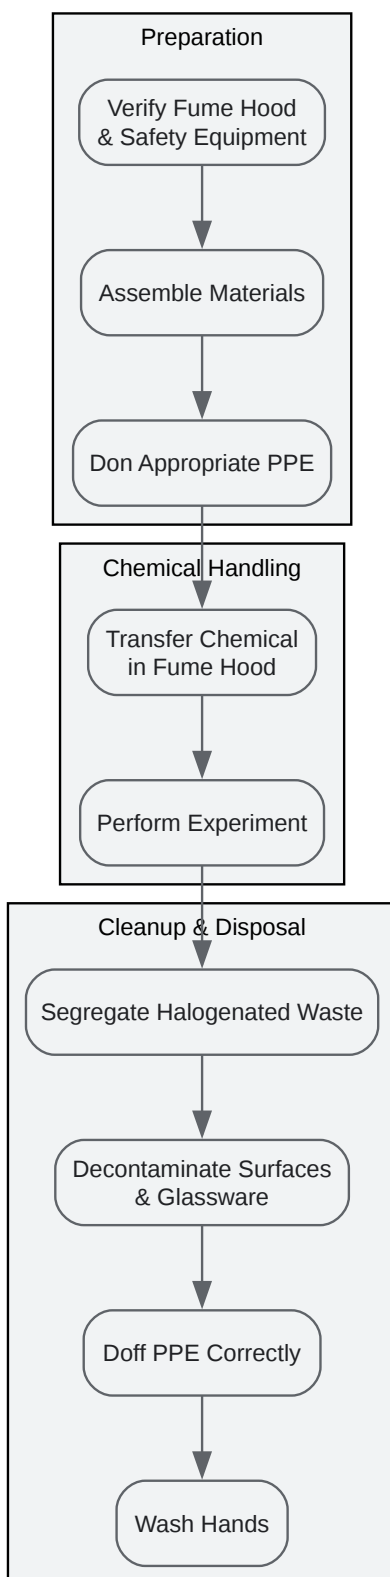 Preparation
Verify Fume Hood
& Safety Equipment
Assemble Materials
Don Appropriate PPE
Chemical Handling
Transfer Chemical
in Fume Hood
Perform Experiment
Cleanup & Disposal
Segregate Halogenated Waste
Decontaminate Surfaces
& Glassware
Doff PPE Correctly
Wash Hands